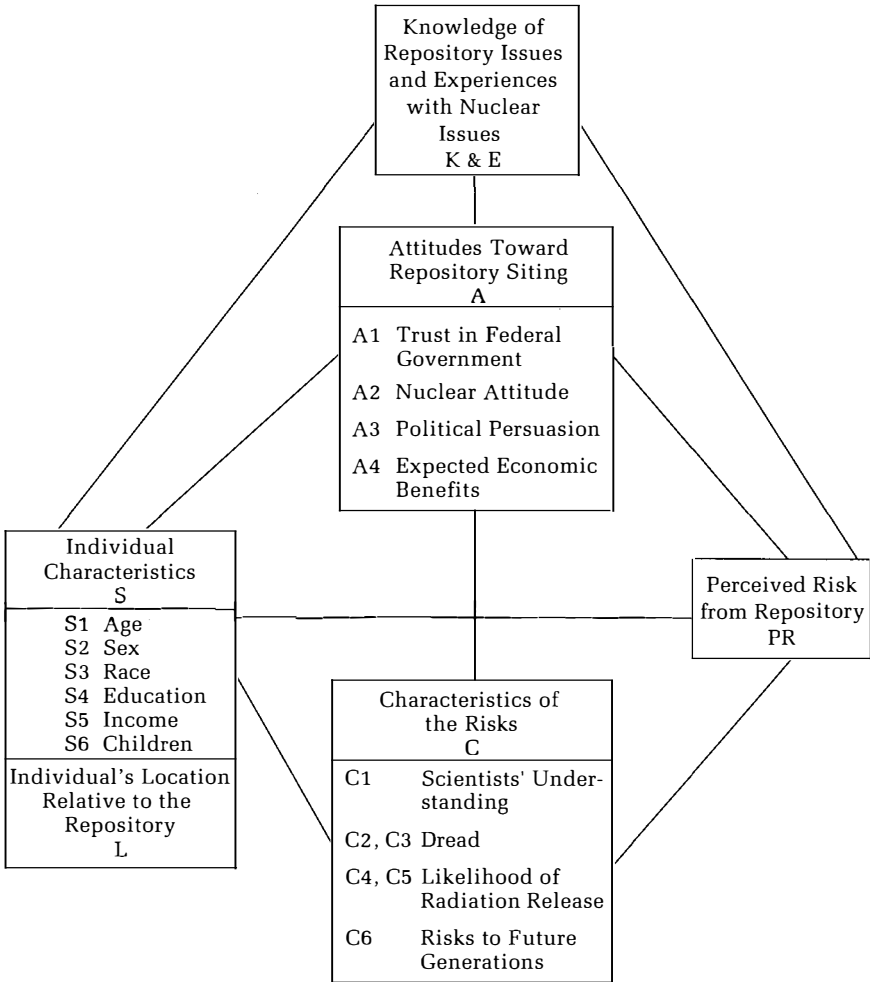 Knowledge of
Repository Issues
and Experiences
with Nuclear
Issues
K & E
Attitudes Toward
Repository Siting
A
A1 Trust in Federal
Government
A2 Nuclear Attitude
A3 Political Persuasion
A4 Expected Economic
Benefits
Individual
Characteristics
S
S1 Age
S2 Sex
S3 Race
S4 Education
S5 Income
S6 Children
Individual's Location
Relative to the
Repository
L
Perceived Risk
from Repository
PR
Characteristics of
the Risks
C
C1 Scientists' Under-
standing
C2, C3 Dread
C4, C5 Likelihood of
Radiation Release
C6 Risks to Future
Generations